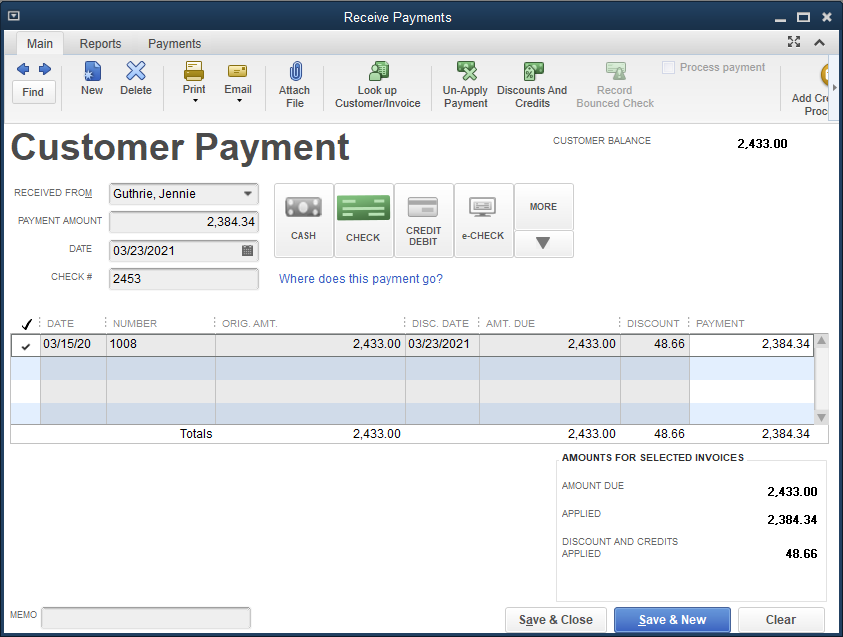 Receive Payments
Main Reports Payments
Find
New
Delete
Print
Email
Attach File
Look up Customer/Invoice
Un-Apply Payment
Discounts And Credits
Record Bounced Check
Process payment
Customer Payment
CUSTOMER BALANCE 2,433.00
RECEIVED FROM Guthrie, Jennie
PAYMENT AMOUNT 2,384.34
DATE 03/23/2021
CHECK # 2453
CASH
CHECK
CREDIT DEBIT
e-CHECK
MORE
Where does this payment go?
DATE NUMBER ORIG. AMT. DISC. DATE AMT. DUE DISCOUNT PAYMENT
03/15/20 1008 2,433.00 03/23/2021 2,433.00 48.66 2,384.34
Totals 2,433.00 2,433.00 48.66 2,384.34
AMOUNTS FOR SELECTED INVOICES
AMOUNT DUE 2,433.00
APPLIED 2,384.34
DISCOUNT AND CREDITS
APPLIED 48.66
MEMO
Save & Close Save & New Clear